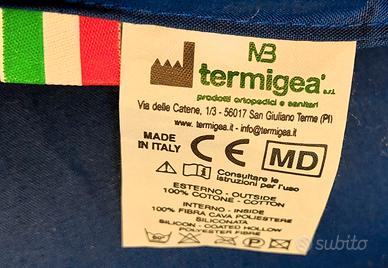 MB
termigea®
s.r.l.
prodotti ortopedici e sanitari
Via delle Catene, 1/3 - 56017 San Giuliano Terme (PI)
www.termigea.it - info@termigea.it
MADE
IN ITALY
CE
MD
Consultare le
istruzioni per l'uso
ESTERNO - OUTSIDE
100% COTONE - COTTON
INTERNO - INSIDE
100% FIBRA CAVA POLIESTERE
SILICONATA
SILICON - COATED HOLLOW
POLYESTER FIBRE
subito